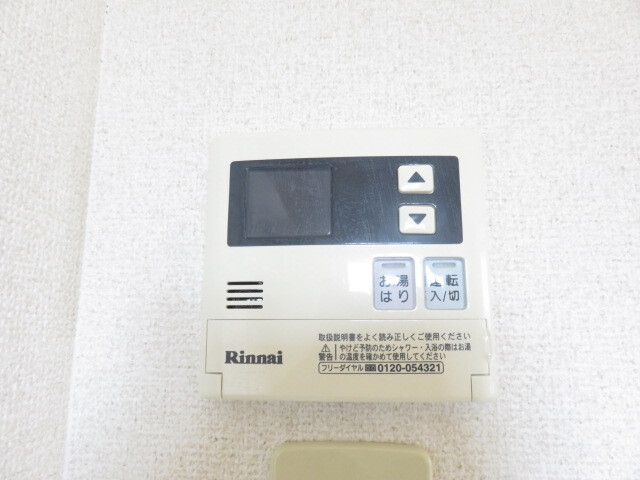 お湯
はり
運転
入/切
取扱説明書をよく読み正しくご使用ください
警告
やけど予防のためシャワー・入浴の際はお湯
の温度を確かめて使用してください
Rinnai
フリーダイヤル 0120-054321